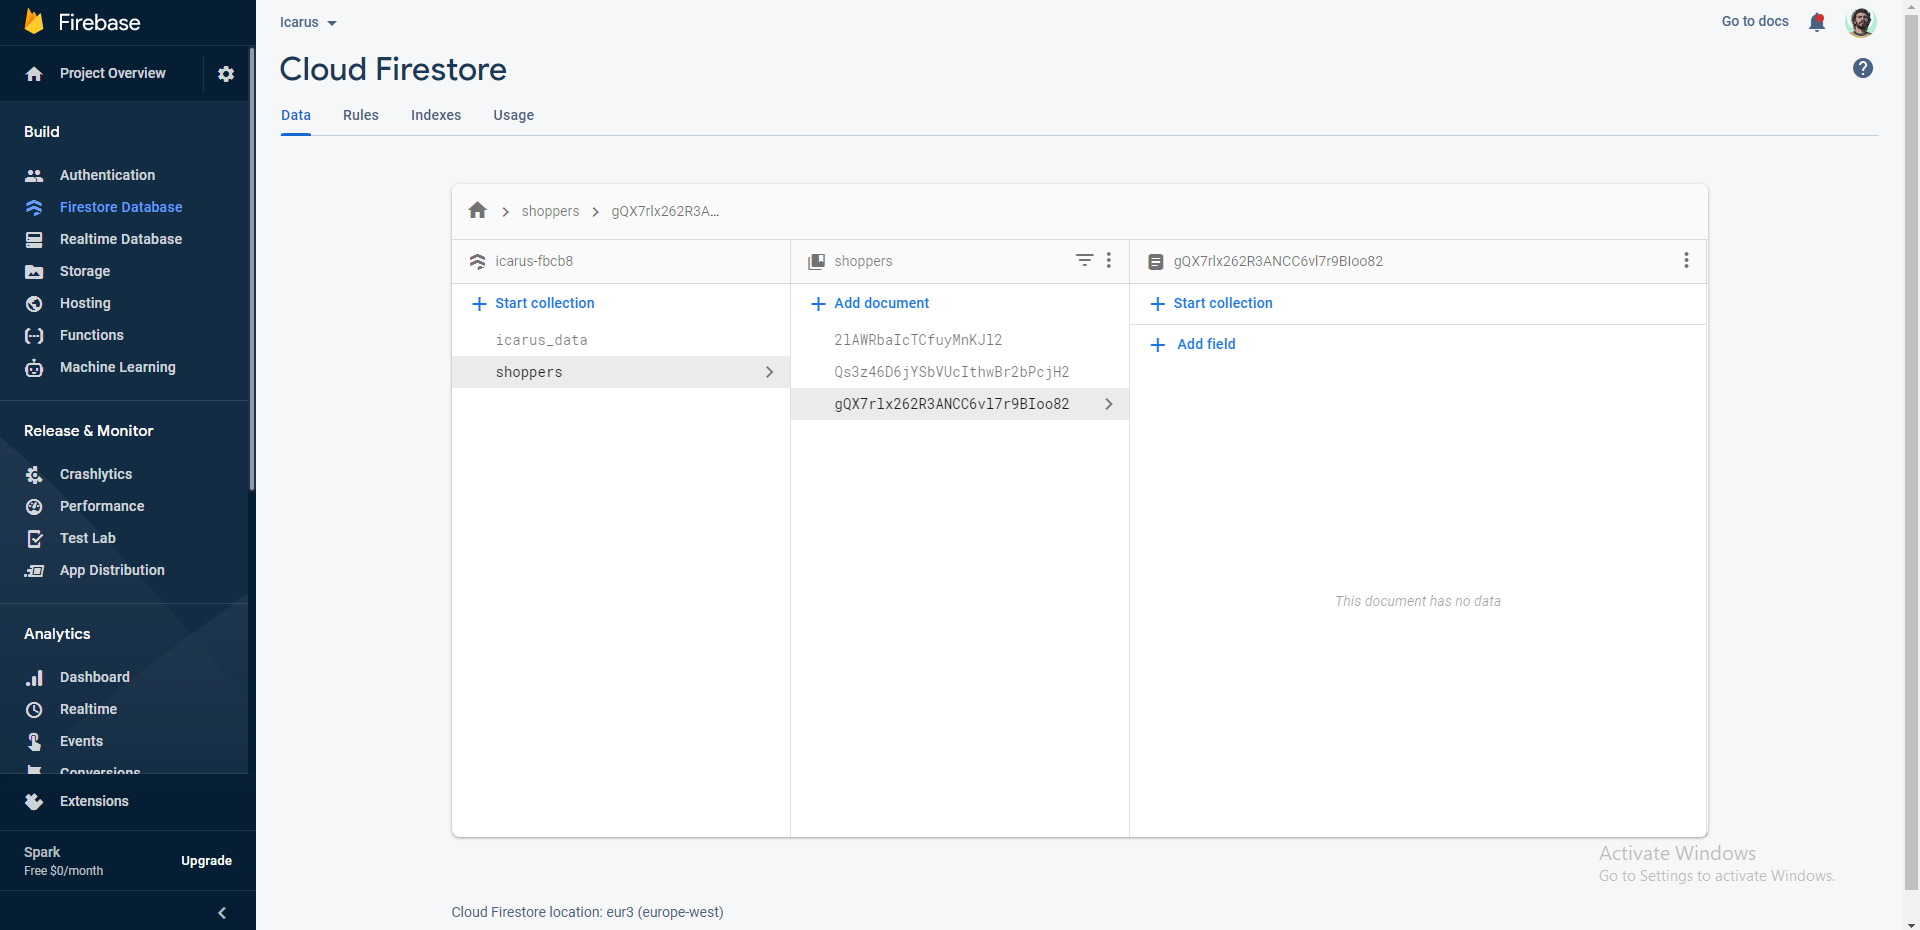 Firebase
Project Overview
Build
Authentication
Firestore Database
Realtime Database
Storage
Hosting
Functions
Machine Learning
Release & Monitor
Crashlytics
Performance
Test Lab
App Distribution
Analytics
Dashboard
Realtime
Events
Conversions
Extensions
Spark
Free $0/month
Upgrade
Icarus
Go to docs
Cloud Firestore
Data Rules Indexes Usage
shoppers gQX7rlx262R3A...
icarus-fbcb8
Start collection
icarus_data
shoppers
shoppers
Add document
2lAWRbaIcTCfuyMnKJl2
Qs3z46D6jYSbVUcIthwBr2bPcjH2
gQX7rlx262R3ANCC6vl7r9BIoo82
gQX7rlx262R3ANCC6vl7r9BIoo82
Start collection
Add field
This document has no data
Activate Windows
Go to Settings to activate Windows.
Cloud Firestore location: eur3 (europe-west)